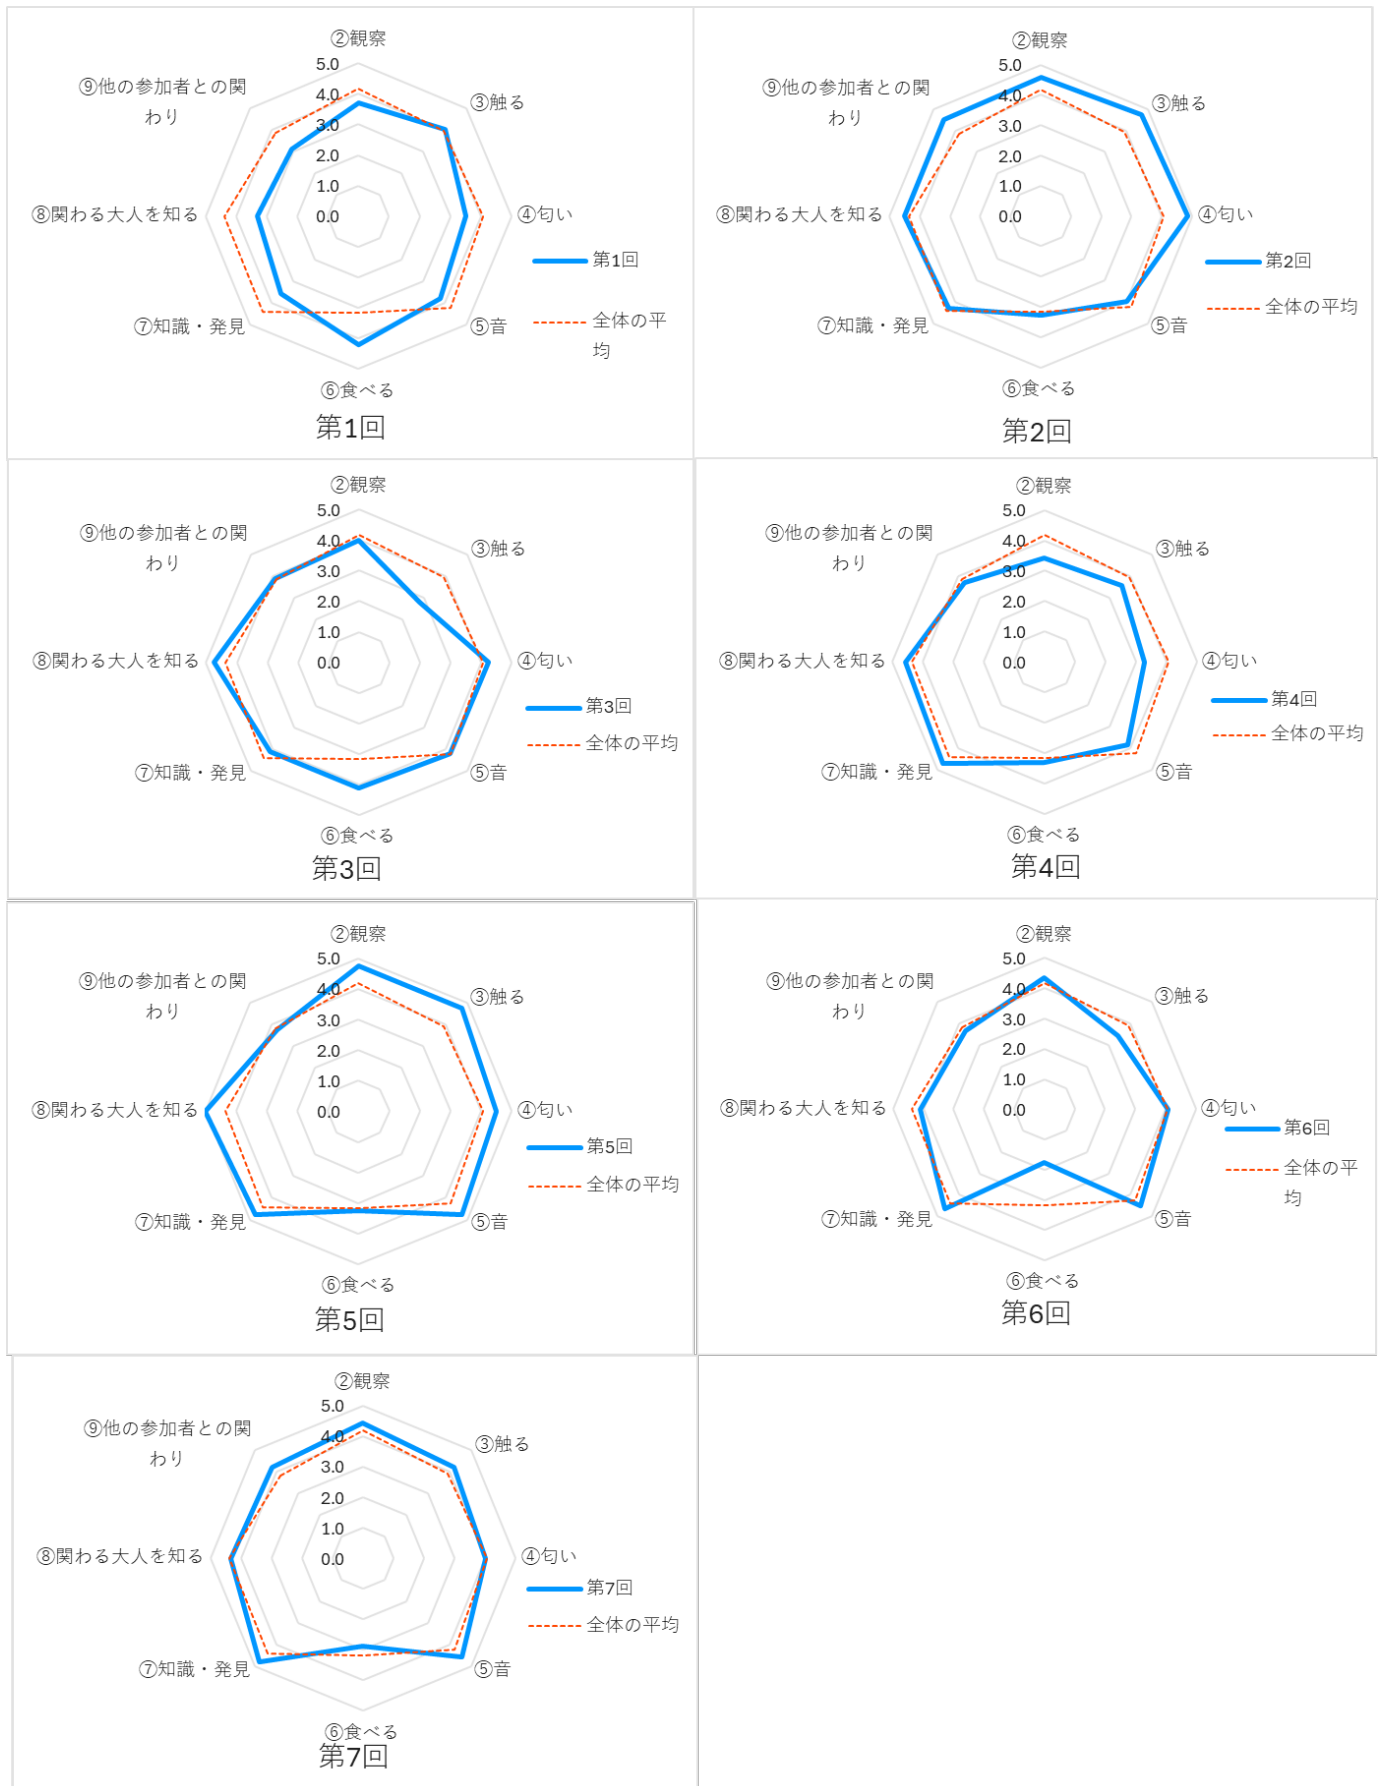 ②観察
5.0
⑨他の参加者との関
わり
4.0
③触る
3.0
2.0
1.0
⑧関わる大人を知る
0.0
④匂い
第1回
全体の平
均
⑦知識・発見
⑤音
⑥食べる
第1回
②観察
5.0
⑨他の参加者との関
わり
4.0
③触る
3.0
2.0
1.0
⑧関わる大人を知る
0.0
④匂い
第2回
全体の平均
⑦知識・発見
⑤音
⑥食べる
第2回
②観察
5.0
⑨他の参加者との関
わり
4.0
③触る
3.0
2.0
1.0
⑧関わる大人を知る
0.0
④匂い
第3回
全体の平均
⑦知識・発見
⑤音
⑥食べる
第3回
②観察
5.0
⑨他の参加者との関
わり
4.0
③触る
3.0
2.0
1.0
⑧関わる大人を知る
0.0
④匂い
第4回
全体の平均
⑦知識・発見
⑤音
⑥食べる
第4回
②観察
5.0
⑨他の参加者との関
わり
4.0
③触る
3.0
2.0
1.0
⑧関わる大人を知る
0.0
④匂い
第5回
全体の平均
⑦知識・発見
⑤音
⑥食べる
第5回
②観察
5.0
⑨他の参加者との関
わり
4.0
③触る
3.0
2.0
1.0
⑧関わる大人を知る
0.0
④匂い
第6回
全体の平
均
⑦知識・発見
⑤音
⑥食べる
第6回
②観察
5.0
⑨他の参加者との関
わり
4.0
③触る
3.0
2.0
1.0
⑧関わる大人を知る
0.0
④匂い
第7回
全体の平均
⑦知識・発見
⑤音
⑥食べる
第7回